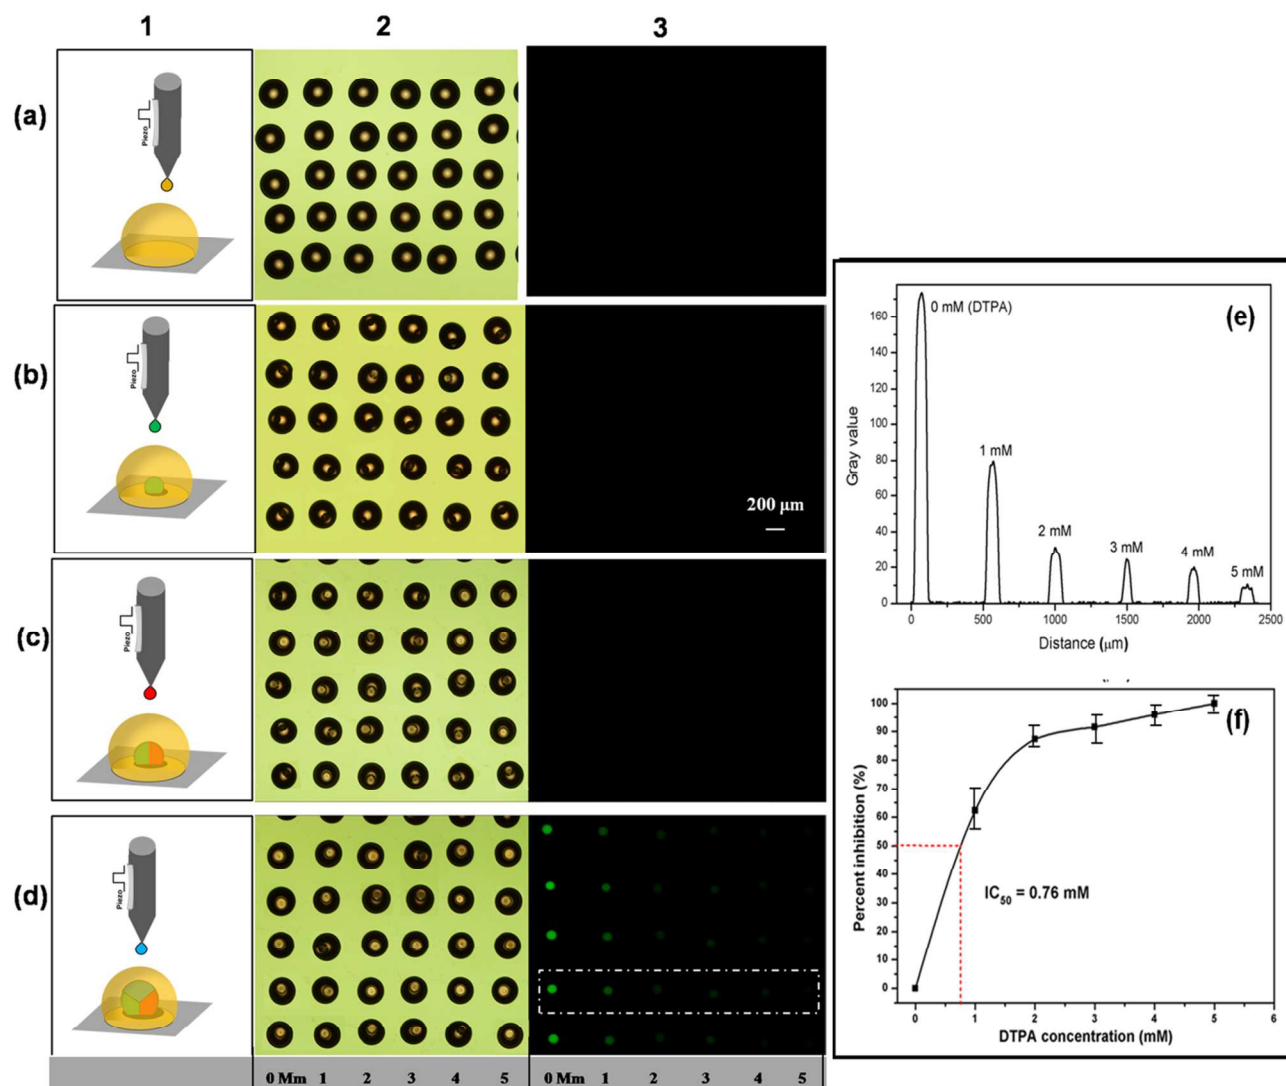 1 2 3
(a)
Piezo
(b)
Piezo
200 μm
(c)
Piezo
(d)
Piezo
0 Mm 1 2 3 4 5 0 Mm 1 2 3 4 5
(e)
0 mM (DTPA)
1 mM
2 mM
3 mM
4 mM
5 mM
Gray value
160
140
120
100
80
60
40
20
0
0 500 1000 1500 2000 2500
Distance (μm)
(f)
Percent inhibition (%)
100
90
80
70
60
50
40
30
20
10
0
IC50 = 0.76 mM
0 1 2 3 4 5 6
DTPA concentration (mM)